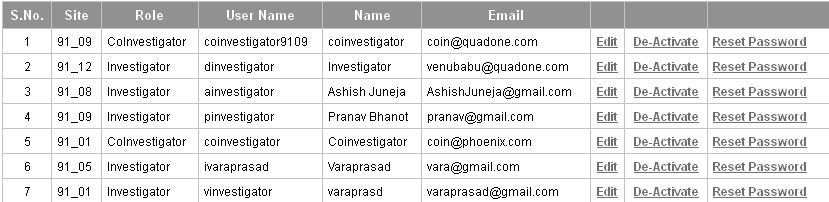 S.No. Site Role User Name Name Email
1 91_09 CoInvestigator coinvestigator9109 coinvestigator coin@quadone.com Edit De-Activate Reset Password
2 91_12 Investigator dinvestigator Investigator venubabu@quadone.com Edit De-Activate Reset Password
3 91_08 Investigator ainvestigator Ashish Juneja AshishJuneja@gmail.com Edit De-Activate Reset Password
4 91_09 Investigator pinvestigator Pranav Bhanot pranav@gmail.com Edit De-Activate Reset Password
5 91_01 CoInvestigator coinvestigator Coinvestigator coin@phoenix.com Edit De-Activate Reset Password
6 91_05 Investigator ivaraprasad Varaprasad vara@gmail.com Edit De-Activate Reset Password
7 91_01 Investigator vinvestigator varaprasd varaprasad@gmail.com Edit De-Activate Reset Password